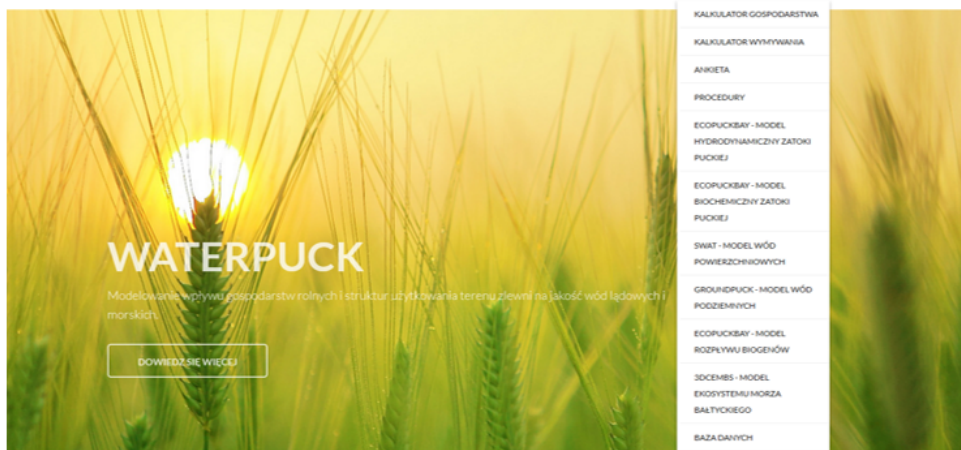 WATERPUCK
Modelowanie wpływu gospodarstw rolnych i struktur użytkowania terenu zlewni na jakość wód lądowych i
morskich.
DOWIEDZ SIĘ WIĘCEJ
KALKULATOR GOSPODARSTWA
KALKULATOR WYMYWANIA
ANKIETA
PROCEDURY
ECOPUCKBAY - MODEL
HYDRODYNAMICZNY ZATOKI
PUCKIEJ
ECOPUCKBAY - MODEL
BIOCHEMICZNY ZATOKI
PUCKIEJ
SWAT - MODEL WÓD
POWIERZCHNIOWYCH
GROUNDPUCK - MODEL WÓD
PODZIEMNYCH
ECOPUCKBAY - MODEL
ROZPŁYWU BIOGENÓW
3DCEMBS - MODEL
EKOSYSTEMU MORZA
BAŁTYCKIEGO
BAZA DANYCH